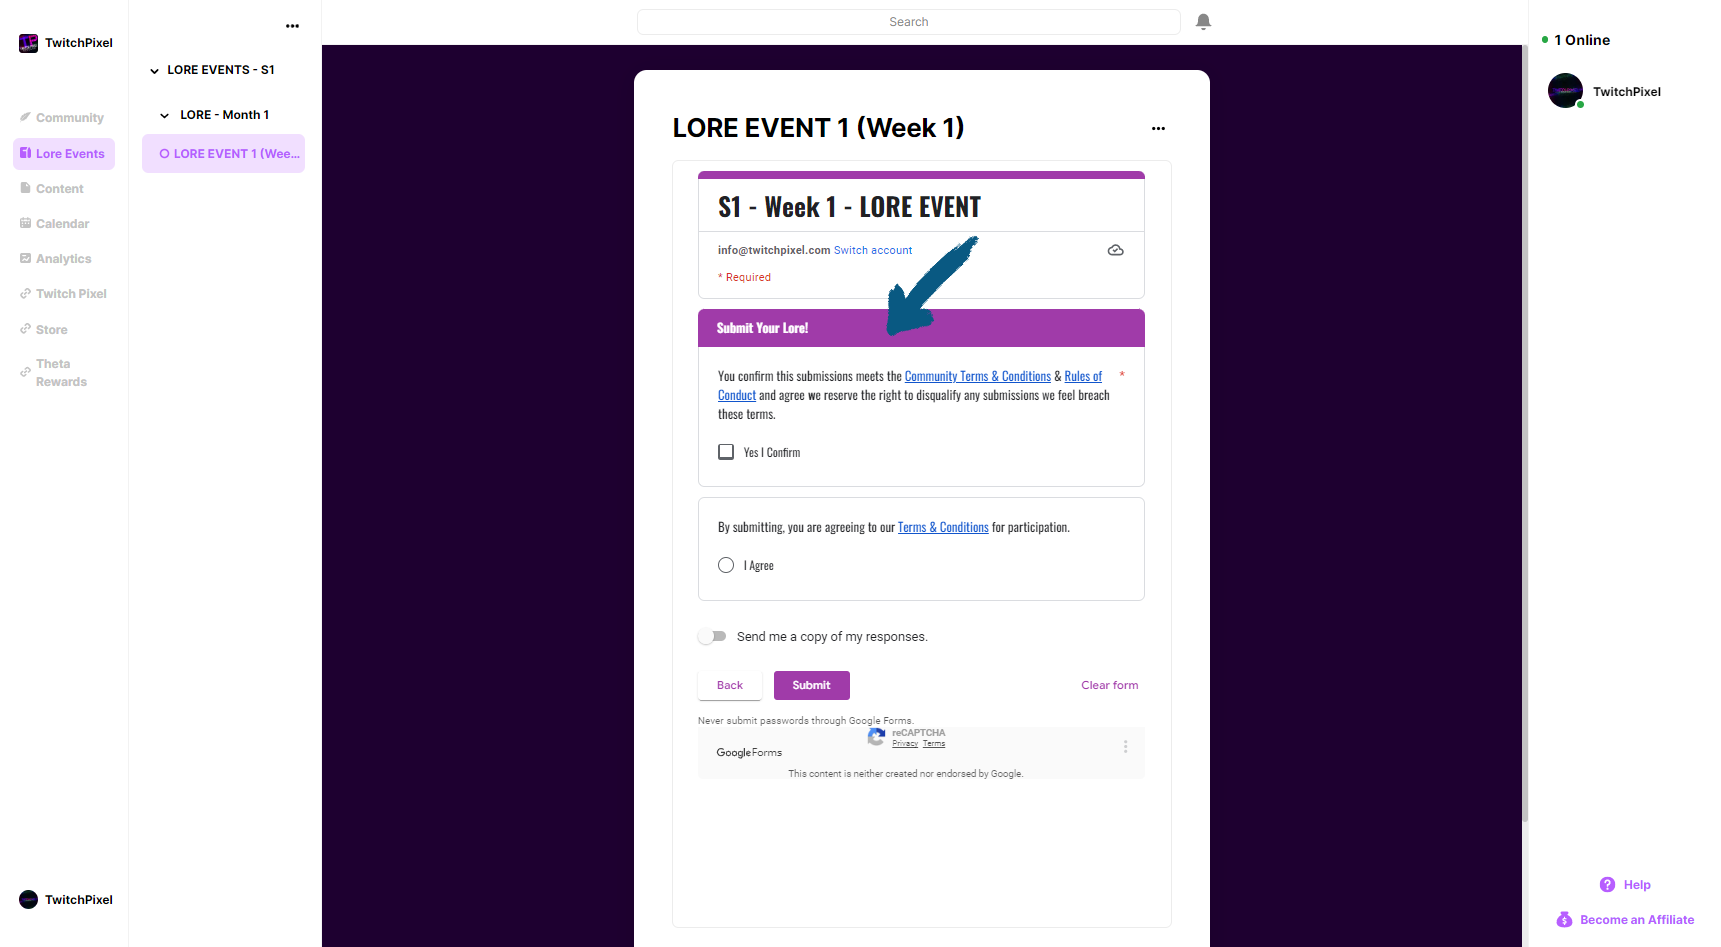 TwitchPixel
Community
Lore Events
Content
Calendar
Analytics
Twitch Pixel
Store
Theta
Rewards
TwitchPixel
LORE EVENTS - S1
LORE - Month 1
LORE EVENT 1 (Wee...
Search
LORE EVENT 1 (Week 1)
S1 - Week 1 - LORE EVENT
info@twitchpixel.com Switch account
* Required
Submit Your Lore!
You confirm this submissions meets the Community Terms & Conditions & Rules of *
Conduct and agree we reserve the right to disqualify any submissions we feel breach
these terms.
Yes I Confirm
By submitting, you are agreeing to our Terms & Conditions for participation.
I Agree
Send me a copy of my responses.
Back Submit Clear form
Never submit passwords through Google Forms.
reCAPTCHA
Privacy Terms
Google Forms
This content is neither created nor endorsed by Google.
1 Online
TwitchPixel
Help
Become an Affiliate